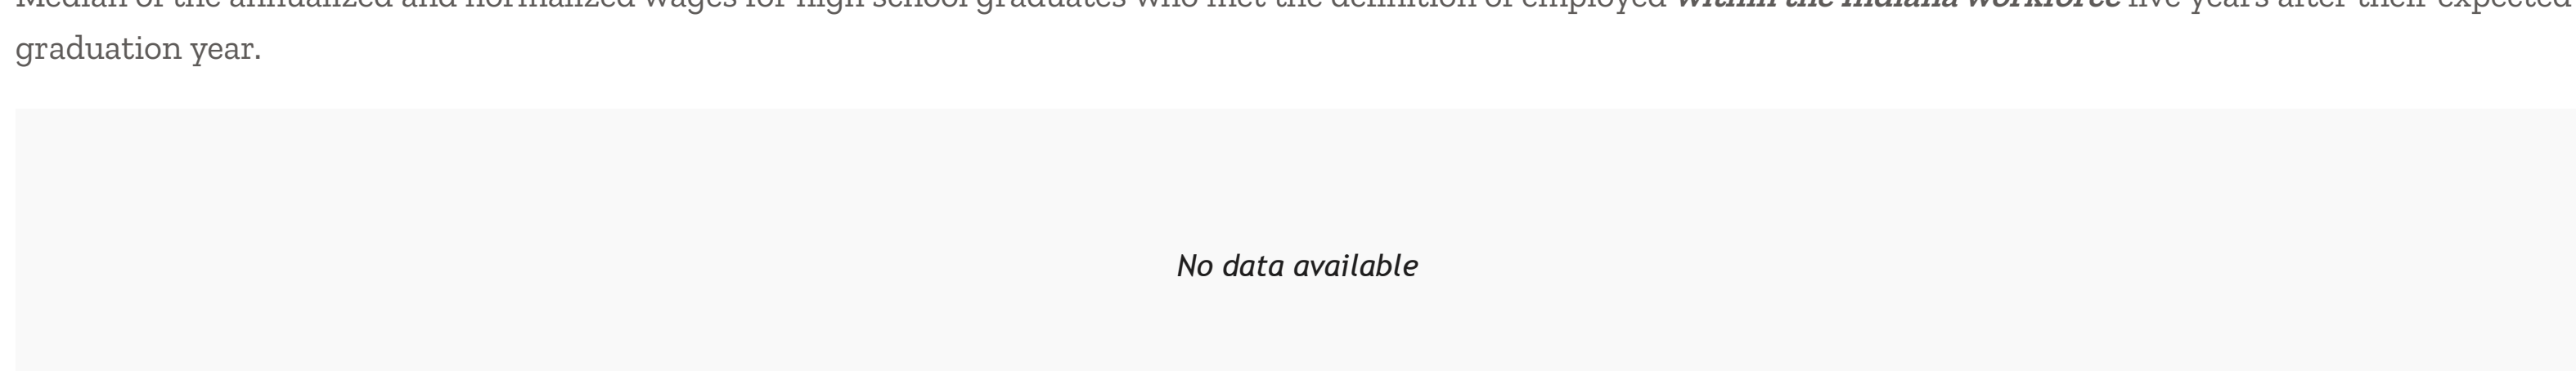 Median of the annualized and normalized wages for high school graduates who met the definition of employed within the Indiana workforce five years after their expected
graduation year.
No data available